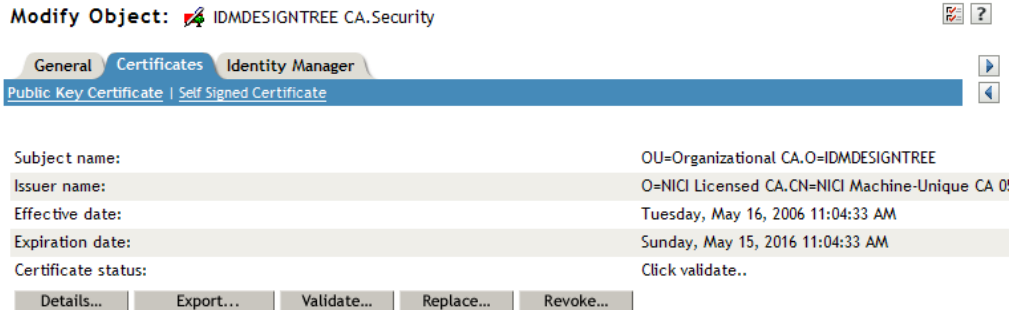 Modify Object: IDMDESIGNTREE CA.Security ?
General Certificates Identity Manager
Public Key Certificate | Self Signed Certificate
Subject name: OU=Organizational CA.O=IDMDESIGNTREE
Issuer name: O=NICI Licensed CA.CN=NICI Machine-Unique CA
Effective date: Tuesday, May 16, 2006 11:04:33 AM
Expiration date: Sunday, May 15, 2016 11:04:33 AM
Certificate status: Click validate..
Details... Export... Validate... Replace... Revoke...